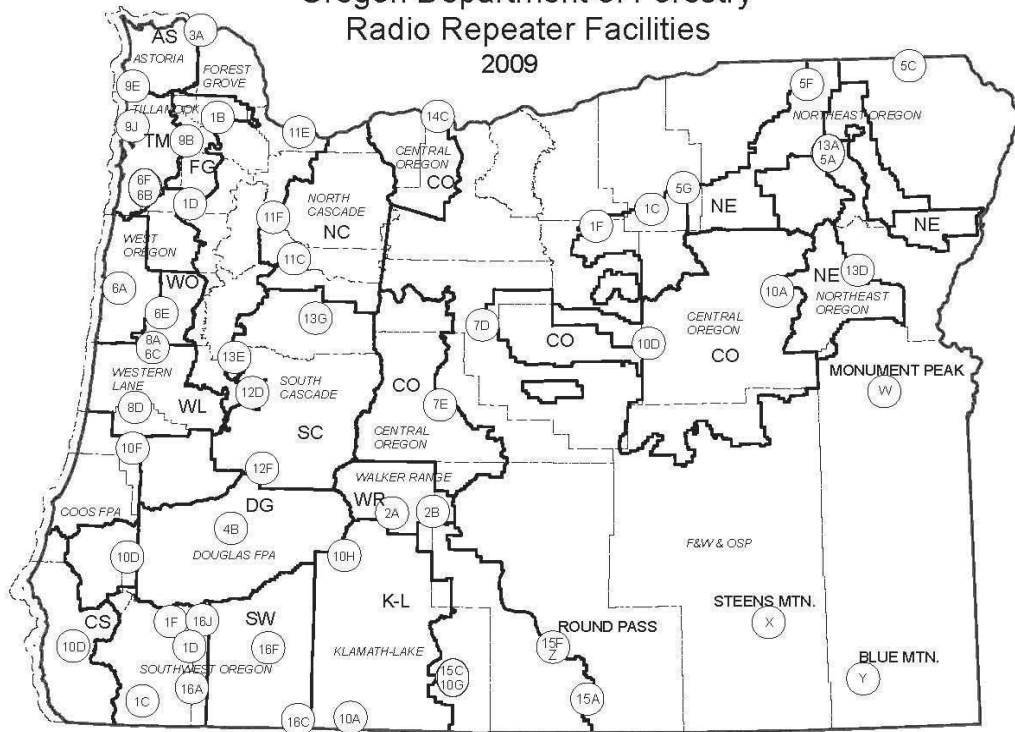 Oregon Department of Forestry
Radio Repeater Facilities
2009
AS
3A
ASTORIA
FOREST
GROVE
5C
9E
5F
TILLAMOOK
1B
14C
NORTHEAST OREGON
9J
11E
TM
9B
CENTRAL
OREGON
CO
13A
5A
FG
6F
6B
5G
1D
NORTH
CASCADE
1C
NE
11F
NC
1F
NE
WEST
OREGON
11C
NE
13D
WO
6A
10A
NORTHEAST
OREGON
6E
13G
7D
CENTRAL
OREGON
8A
6C
10D
CO
CO
13E
WESTERN
LANE
SOUTH
CASCADE
CO
MONUMENT PEAK
W
12D
8D
WL
7E
SC
CENTRAL
OREGON
10F
12F
WALKER RANGE
DG
WR
COOS FPA
2A
2B
4B
DOUGLAS FPA
F&W & OSP
10D
10H
K-L
STEENS MTN.
CS
1F
16J
SW
X
ROUND PASS
10D
1D
16F
KLAMATH-LAKE
15F
Z
BLUE MTN.
SOUTHWEST OREGON
15C
10G
Y
16A
1C
15A
16C
10A